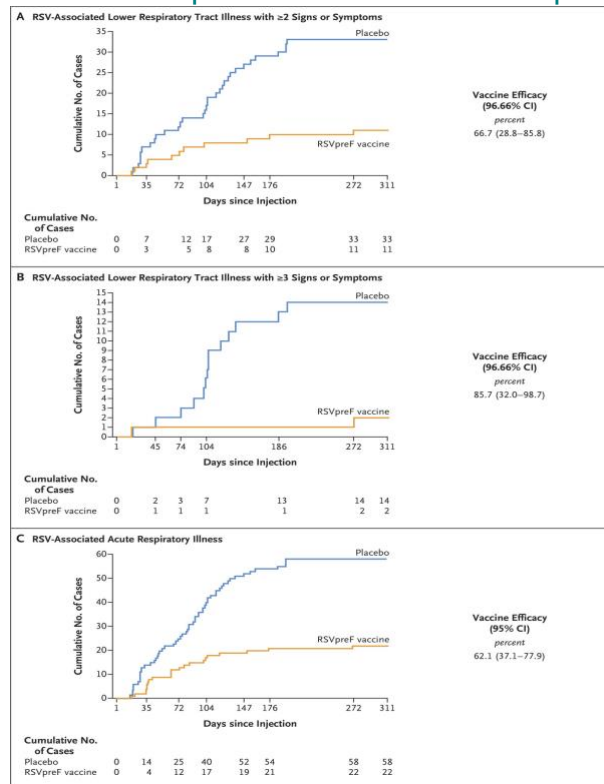 A RSV-Associated Lower Respiratory Tract Illness with ≥2 Signs or Symptoms
Cumulative No. of Cases
35
30
25
20
15
10
5
0
Placebo
RSVpreF vaccine
1 35 72 104 147 176 272 311
Days since Injection
Vaccine Efficacy
(96.66% CI)
percent
66.7 (28.8–85.8)
Cumulative No.
of Cases
Placebo 0 7 12 17 27 29 33 33
RSVpreF vaccine 0 3 5 8 8 10 11 11
B RSV-Associated Lower Respiratory Tract Illness with ≥3 Signs or Symptoms
Cumulative No. of Cases
15
14
13
12
11
10
9
8
7
6
5
4
3
2
1
0
Placebo
RSVpreF vaccine
1 45 74 104 186 272 311
Days since Injection
Vaccine Efficacy
(96.66% CI)
percent
85.7 (32.0–98.7)
Cumulative No.
of Cases
Placebo 0 2 3 7 13 14 14
RSVpreF vaccine 0 1 1 1 1 2 2
C RSV-Associated Acute Respiratory Illness
Cumulative No. of Cases
60
50
40
30
20
10
0
Placebo
RSVpreF vaccine
1 35 72 104 147 176 272 311
Days since Injection
Vaccine Efficacy
(95% CI)
percent
62.1 (37.1–77.9)
Cumulative No.
of Cases
Placebo 0 14 25 40 52 54 58 58
RSVpreF vaccine 0 4 12 17 19 21 22 22